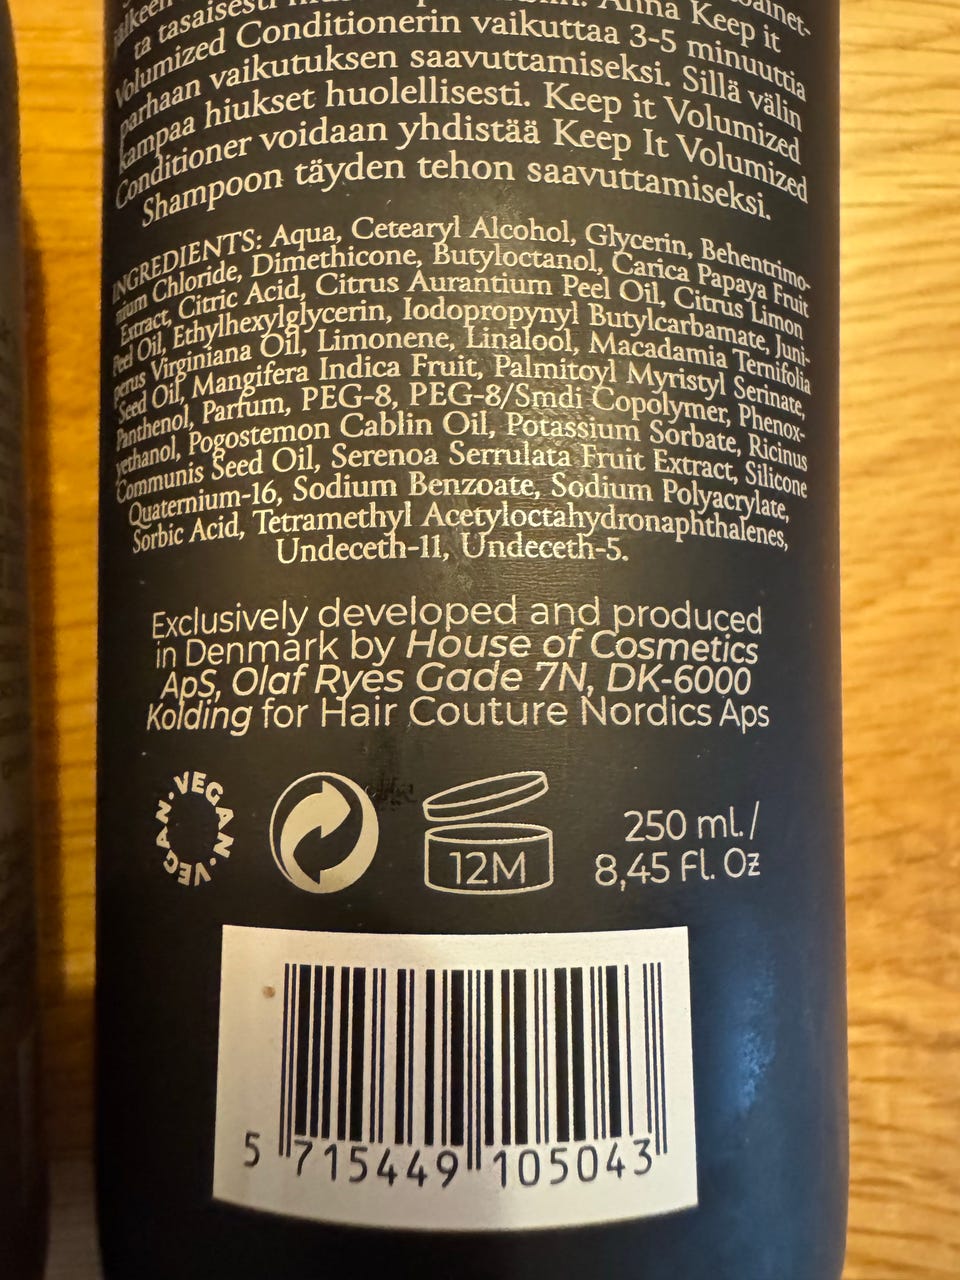 ta tasaisesti
Anna Keep it
Volumized Conditionerin vaikuttaa 3-5 minuuttia
parhaan vaikutuksen saavuttamiseksi. Sillä välin
kampaa hiukset huolellisesti. Keep it Volumized
Conditioner voidaan yhdistää Keep It Volumized
Shampoon täyden tehon saavuttamiseksi.
INGREDIENTS: Aqua, Cetearyl Alcohol, Glycerin, Behentrimo-
nium Chloride, Dimethicone, Butyloctanol, Carica Papaya Fruit
Extract, Citric Acid, Citrus Aurantium Peel Oil, Citrus Limon
Peel Oil, Ethylhexylglycerin, Iodopropynyl Butylcarbamate, Juni-
perus Virginiana Oil, Limonene, Linalool, Macadamia Ternifolia
Seed Oil, Mangifera Indica Fruit, Palmitoyl Myristyl Serinate,
Panthenol, Parfum, PEG-8, PEG-8/Smdi Copolymer, Phenox-
yethanol, Pogostemon Cablin Oil, Potassium Sorbate, Ricinus
Communis Seed Oil, Serenoa Serrulata Fruit Extract, Silicone
Quaternium-16, Sodium Benzoate, Sodium Polyacrylate,
Sorbic Acid, Tetramethyl Acetyloctahydronaphthalenes,
Undeceth-11, Undeceth-5.
Exclusively developed and produced
in Denmark by House of Cosmetics
ApS, Olaf Ryes Gade 7N, DK-6000
Kolding for Hair Couture Nordics Aps
VEGAN·VEGAN·VEGAN·
12M
250 ml./
8,45 Fl. Oz
5 715449 105043